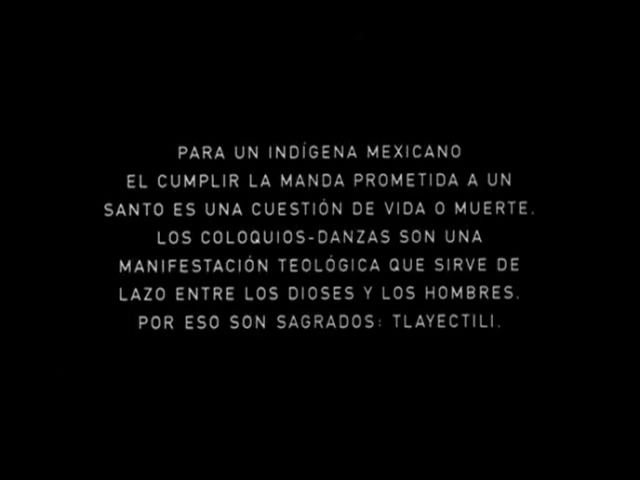 PARA UN INDÍGENA MEXICANO
EL CUMPLIR LA MANDA PROMETIDA A UN
SANTO ES UNA CUESTIÓN DE VIDA O MUERTE.
LOS COLOQUIOS-DANZAS SON UNA
MANIFESTACIÓN TEOLÓGICA QUE SIRVE DE
LAZO ENTRE LOS DIOSES Y LOS HOMBRES.
POR ESO SON SAGRADOS: TLAYECTILI.